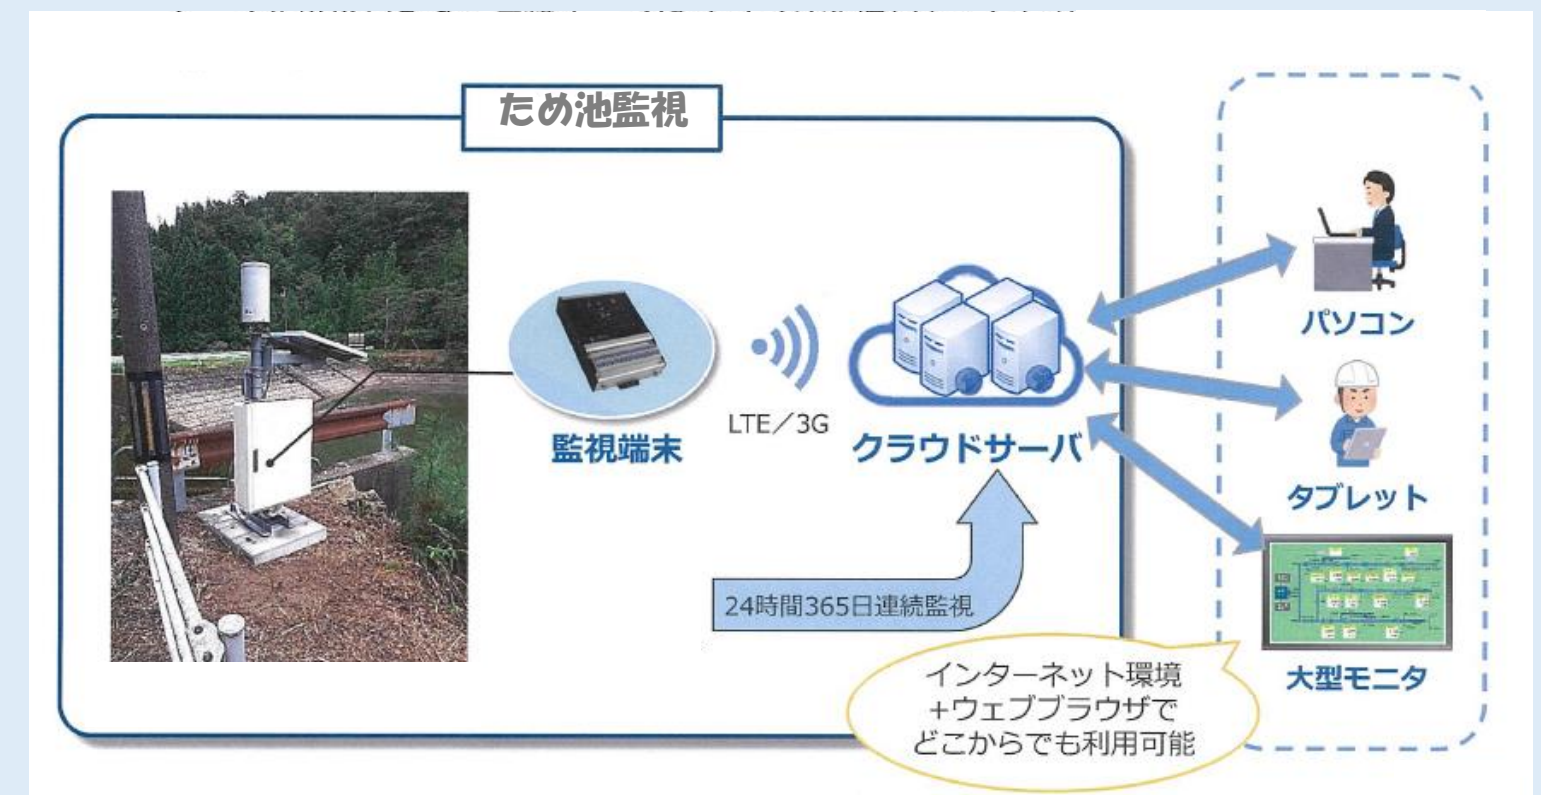 ため池監視
監視端末
LTE/3G
クラウドサーバ
24時間365日連続監視
パソコン
タブレット
大型モニタ
インターネット環境
+ウェブブラウザで
どこからでも利用可能